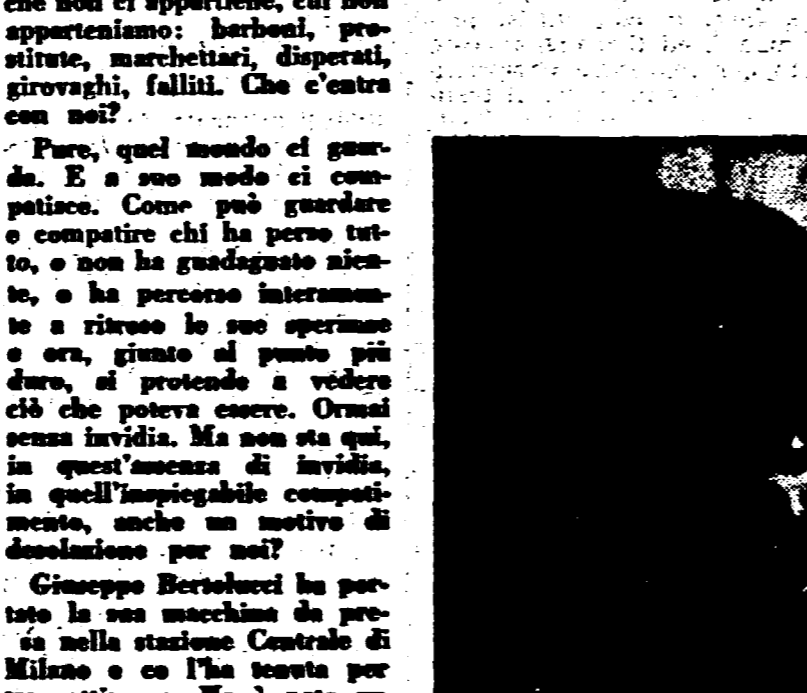 che non ci appartiene, cui non
apparteniamo: barboni, pro-
stitute, marchettari, disperati,
girovaghi, falliti. Che c'entra
con noi?
Pure, quel mondo ci guar-
da. E a suo modo ci com-
patisce. Come può guardare
e compatire chi ha perso tut-
to, o non ha guadagnato nien-
te, o ha percorso interamen-
te a ritroso le sue speranze
e ora, giunto al punto più
duro, si protende a vedere
ciò che poteva essere. Ormai
senza invidia. Ma non sta qui,
in quest'assenza di invidia,
in quell'inspiegabile compati-
mento, anche un motivo di
desolazione per noi?
Giuseppe Bertolucci ha por-
tato la sua macchina da pre-
sa nella stazione Centrale di
Milano e ce l'ha tenuta per